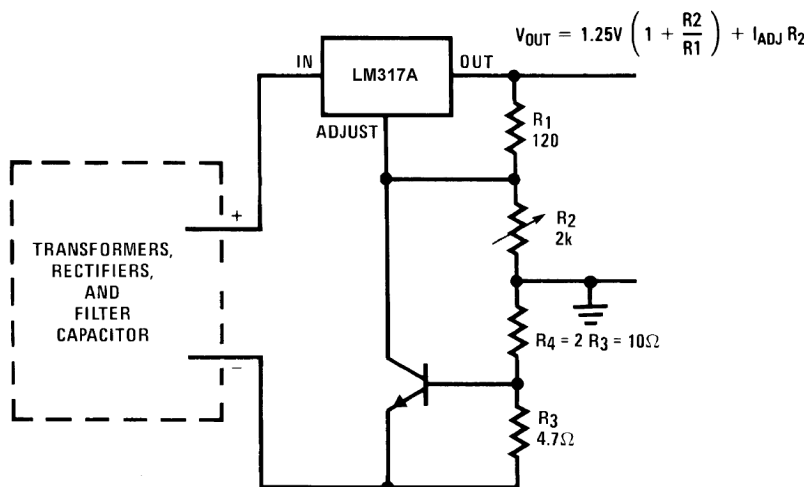 V_OUT = 1.25V (1 + R2/R1) + I_ADJ R2
IN
LM317A
OUT
ADJUST
R1
120
R2
2k
+
TRANSFORMERS,
RECTIFIERS,
AND
FILTER
CAPACITOR
−
R4 = 2 R3 = 10Ω
R3
4.7Ω